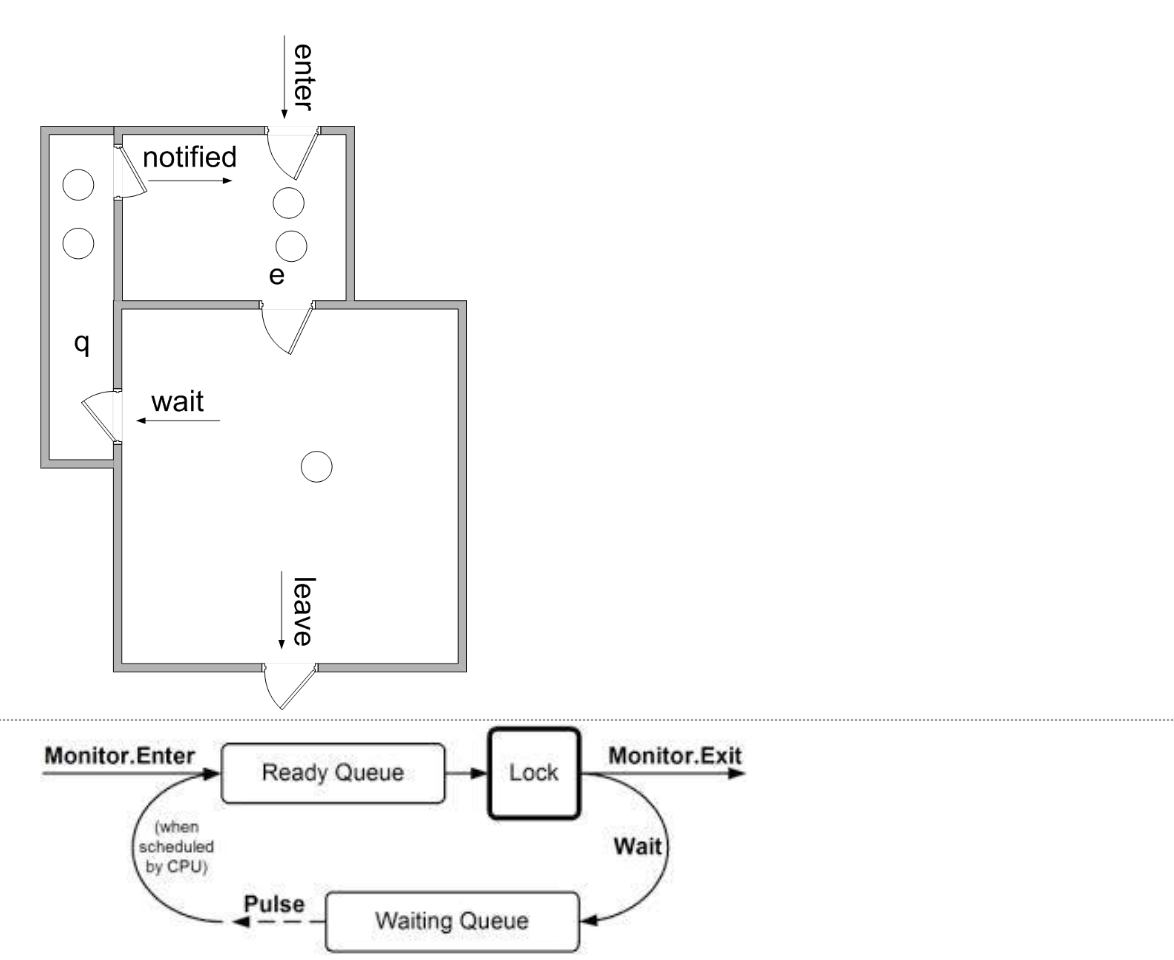 enter
notified
e
q
wait
leave
Monitor.Enter
Ready Queue
Lock
Monitor.Exit
(when
scheduled
by CPU)
Wait
Pulse
Waiting Queue